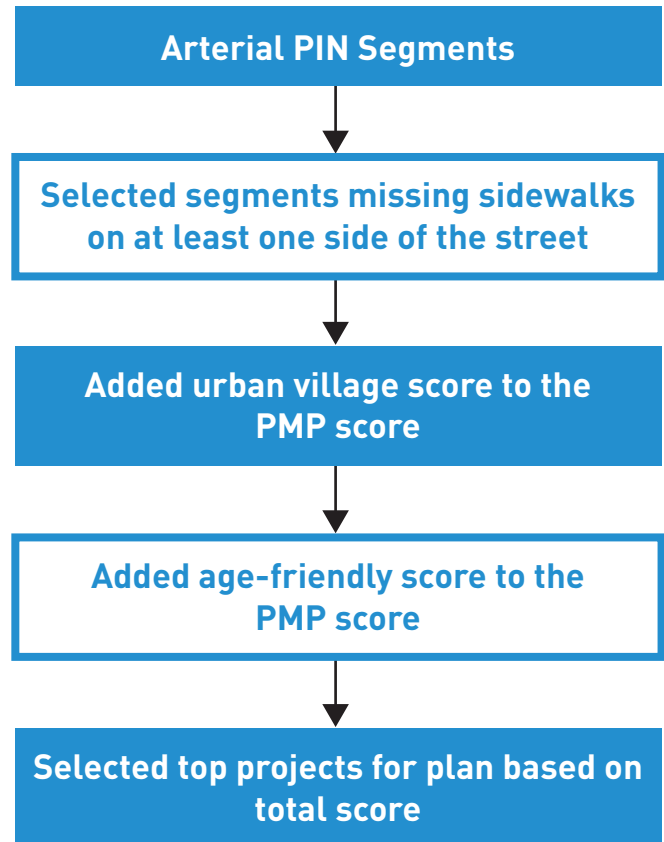 Arterial PIN Segments
Selected segments missing sidewalks
on at least one side of the street
Added urban village score to the
PMP score
Added age-friendly score to the
PMP score
Selected top projects for plan based on
total score